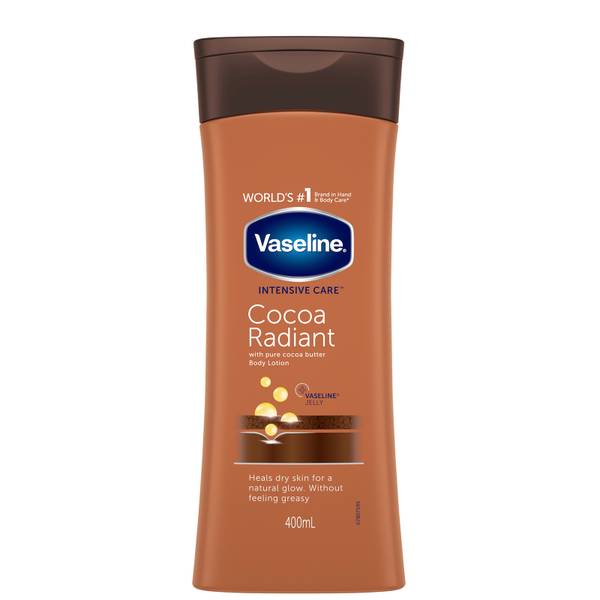 WORLD'S #1 Brand in Hand & Body Care*
Vaseline®
INTENSIVE CARE™
Cocoa
Radiant
with pure cocoa butter
Body Lotion
VASELINE®
JELLY
Heals dry skin for a
natural glow. Without
feeling greasy
400mL